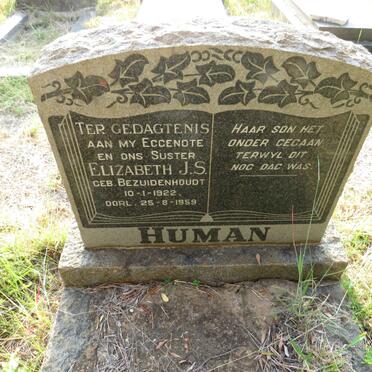 TER GEDAGTENIS
AAN MY EGGENOTE
EN ONS SUSTER
ELIZABETH J.S.
GEB. BEZUIDENHOUDT
10-1-1922.
OORL. 25-8-1959.
HAAR SON HET
ONDER GEGAAN
TERWYL DIT
NOG DAG WAS.
HUMAN